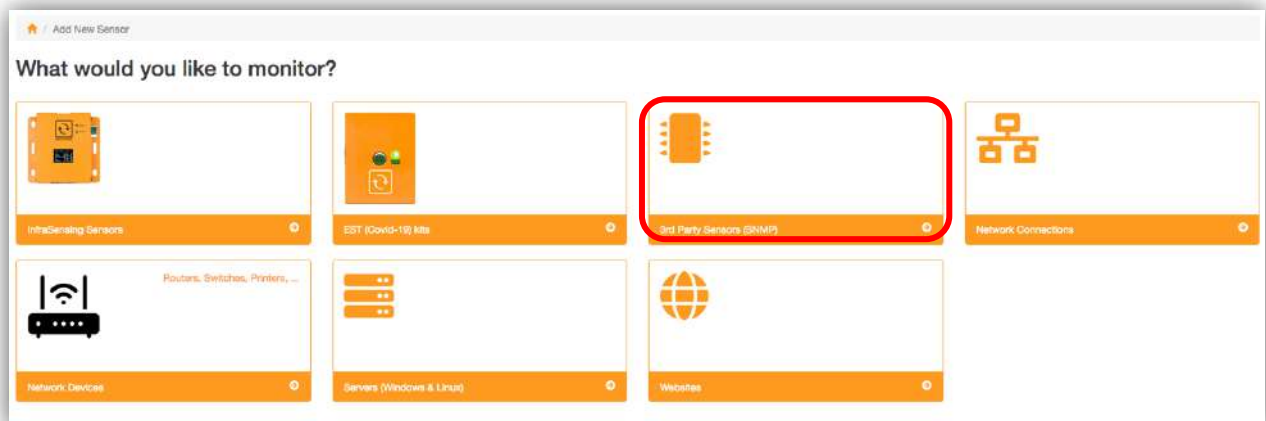 / Add New Sensor
What would you like to monitor?
InfraSensing Sensors
EST (Covid-19) kits
3rd Party Sensors (SNMP)
Network Connections
Routers, Switches, Printers, ...
Network Devices
Servers (Windows & Linux)
Websites